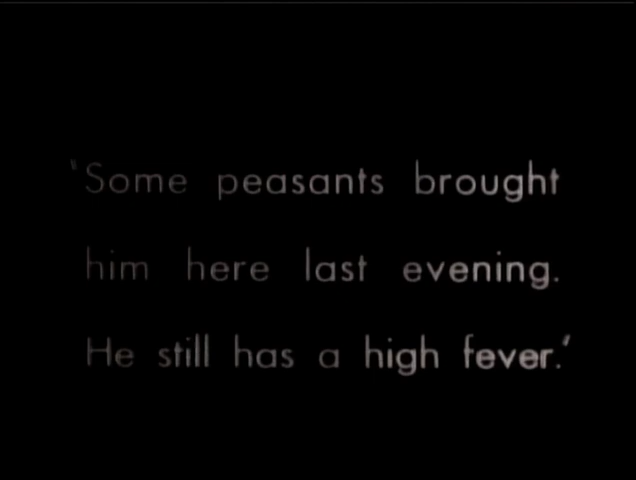 'Some peasants brought
him here last evening.
He still has a high fever.'